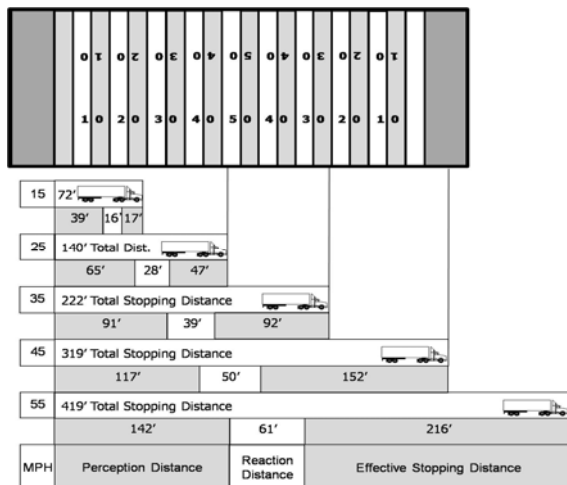 0 1 0 2 0 3 0 4 0 5 0 4 0 3 0 2 0 1
1 0 2 0 3 0 4 0 5 0 4 0 3 0 2 0 1 0
15 72'
39' 16' 17'
25 140' Total Dist.
65' 28' 47'
35 222' Total Stopping Distance
91' 39' 92'
45 319' Total Stopping Distance
117' 50' 152'
55 419' Total Stopping Distance
142' 61' 216'
MPH Perception Distance Reaction Distance Effective Stopping Distance